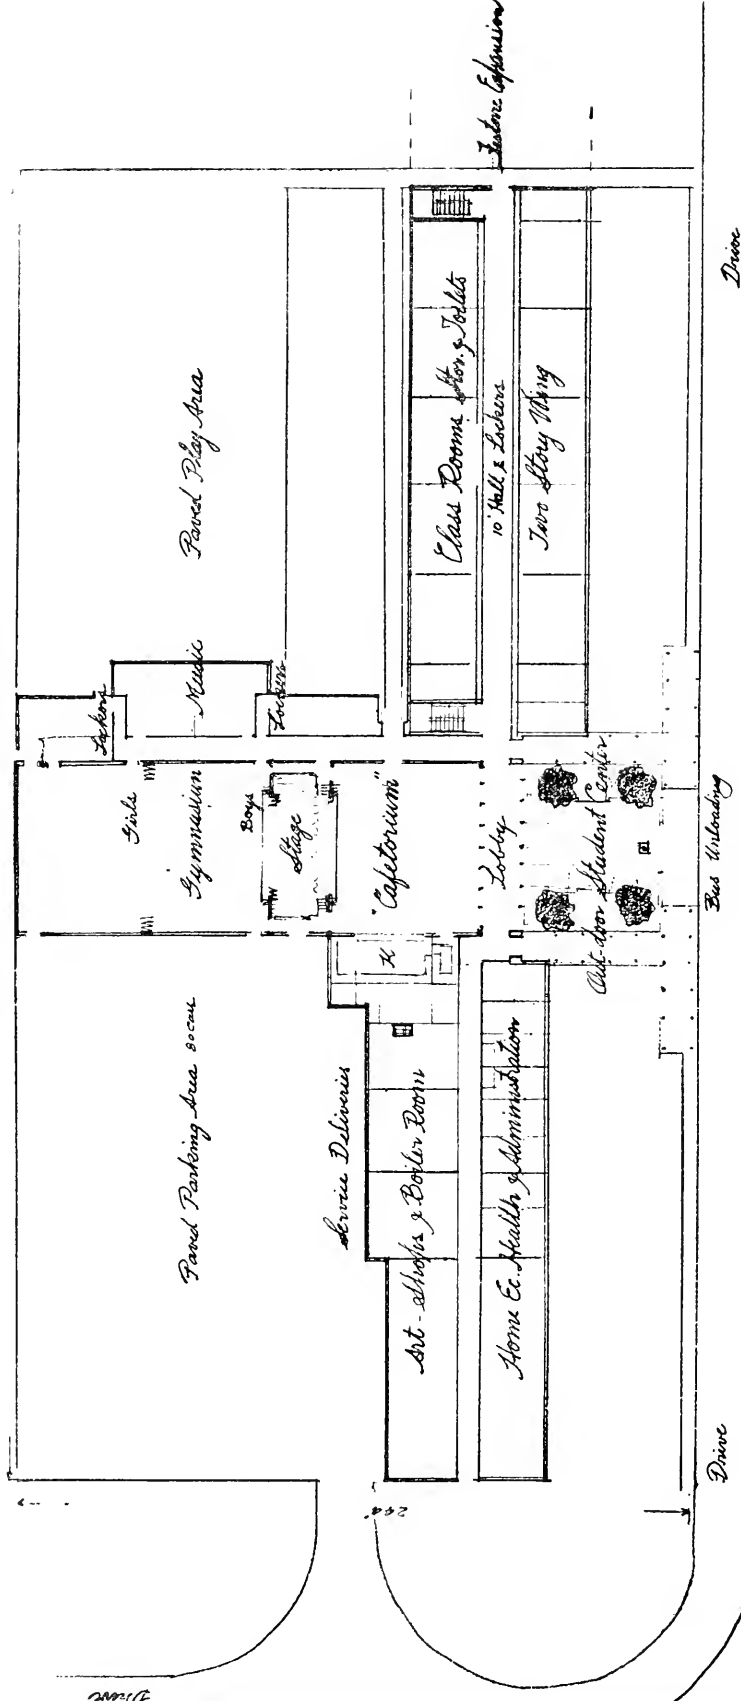 Future Expansion
Drive
Paved Play Area
Class Rooms Stor. & Toilets
10' Hall & Lockers
Two Story Wing
Music
Lockers
Lockers
Girls
Gymnasium
Boys
Stage
"Cafetorium"
Lobby
Out-door Student Center
Bus Unloading
K
Paved Parking Area 80 cars
Service Deliveries
Art - Shops & Boiler Room
Home Ec. Health & Administration
Drive
Drive